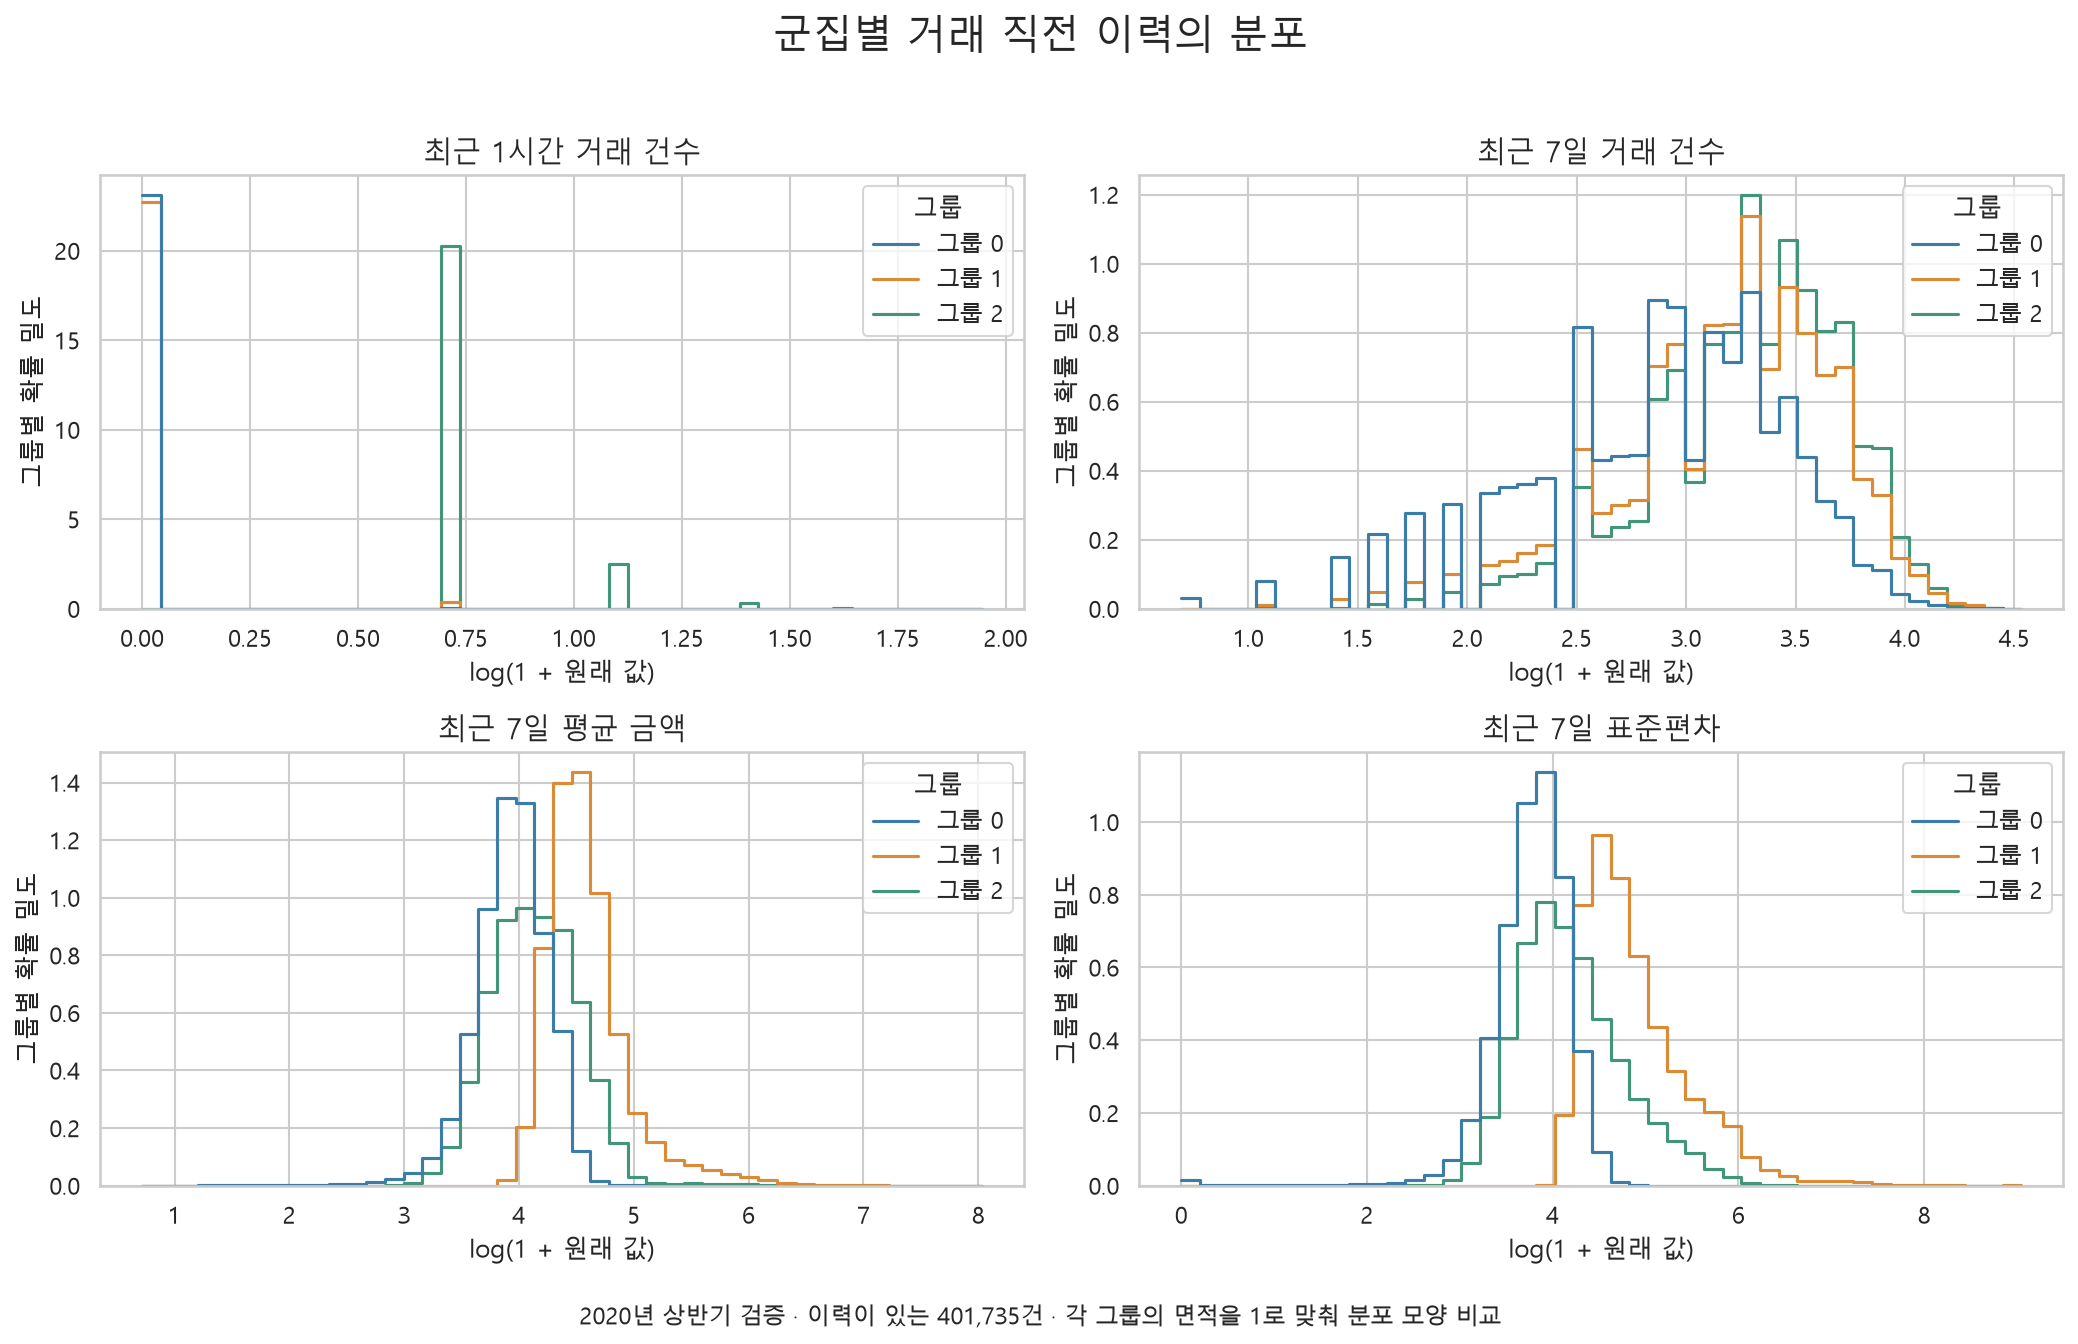 군집별 거래 직전 이력의 분포
최근 1시간 거래 건수
그룹별 확률 밀도
20
15
10
5
0
0.00 0.25 0.50 0.75 1.00 1.25 1.50 1.75 2.00
log(1 + 원래 값)
그룹
그룹 0
그룹 1
그룹 2
최근 7일 거래 건수
그룹별 확률 밀도
1.2
1.0
0.8
0.6
0.4
0.2
0.0
1.0 1.5 2.0 2.5 3.0 3.5 4.0 4.5
log(1 + 원래 값)
그룹
그룹 0
그룹 1
그룹 2
최근 7일 평균 금액
그룹별 확률 밀도
1.4
1.2
1.0
0.8
0.6
0.4
0.2
0.0
1 2 3 4 5 6 7 8
log(1 + 원래 값)
그룹
그룹 0
그룹 1
그룹 2
최근 7일 표준편차
그룹별 확률 밀도
1.0
0.8
0.6
0.4
0.2
0.0
0 2 4 6 8
log(1 + 원래 값)
그룹
그룹 0
그룹 1
그룹 2
2020년 상반기 검증 · 이력이 있는 401,735건 · 각 그룹의 면적을 1로 맞춰 분포 모양 비교